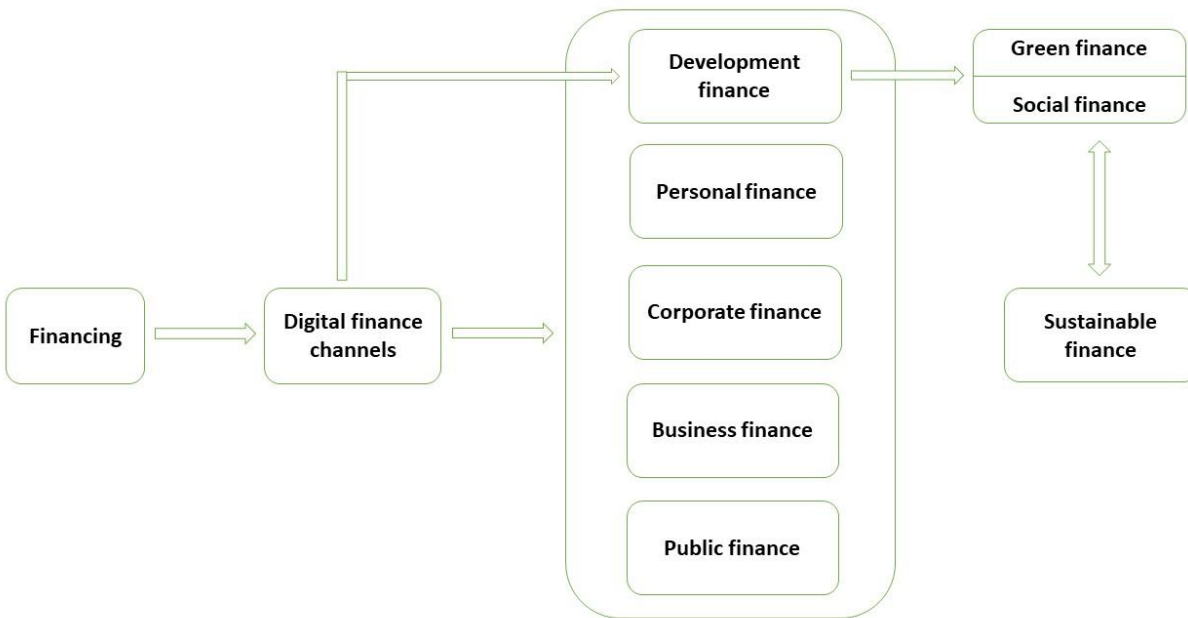 Financing
Digital finance
channels
Development
finance
Personal finance
Corporate finance
Business finance
Public finance
Green finance
Social finance
Sustainable
finance